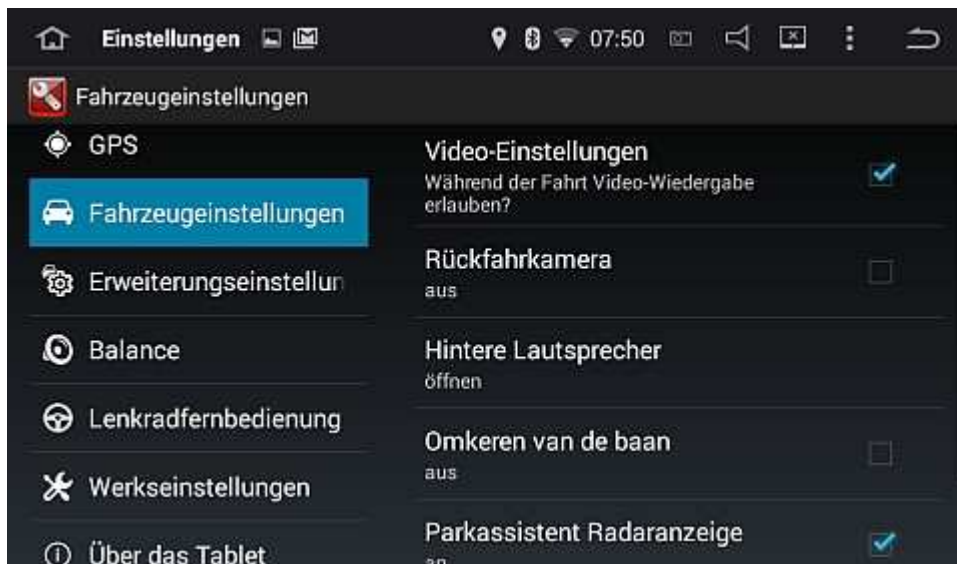 Einstellungen
07:50
Fahrzeugeinstellungen
GPS
Fahrzeugeinstellungen
Erweiterungseinstellun
Balance
Lenkradfernbedienung
Werkseinstellungen
Über das Tablet
Video-Einstellungen
Während der Fahrt Video-Wiedergabe
erlauben?
Rückfahrkamera
aus
Hintere Lautsprecher
öffnen
Omkeren van de baan
aus
Parkassistent Radaranzeige
an